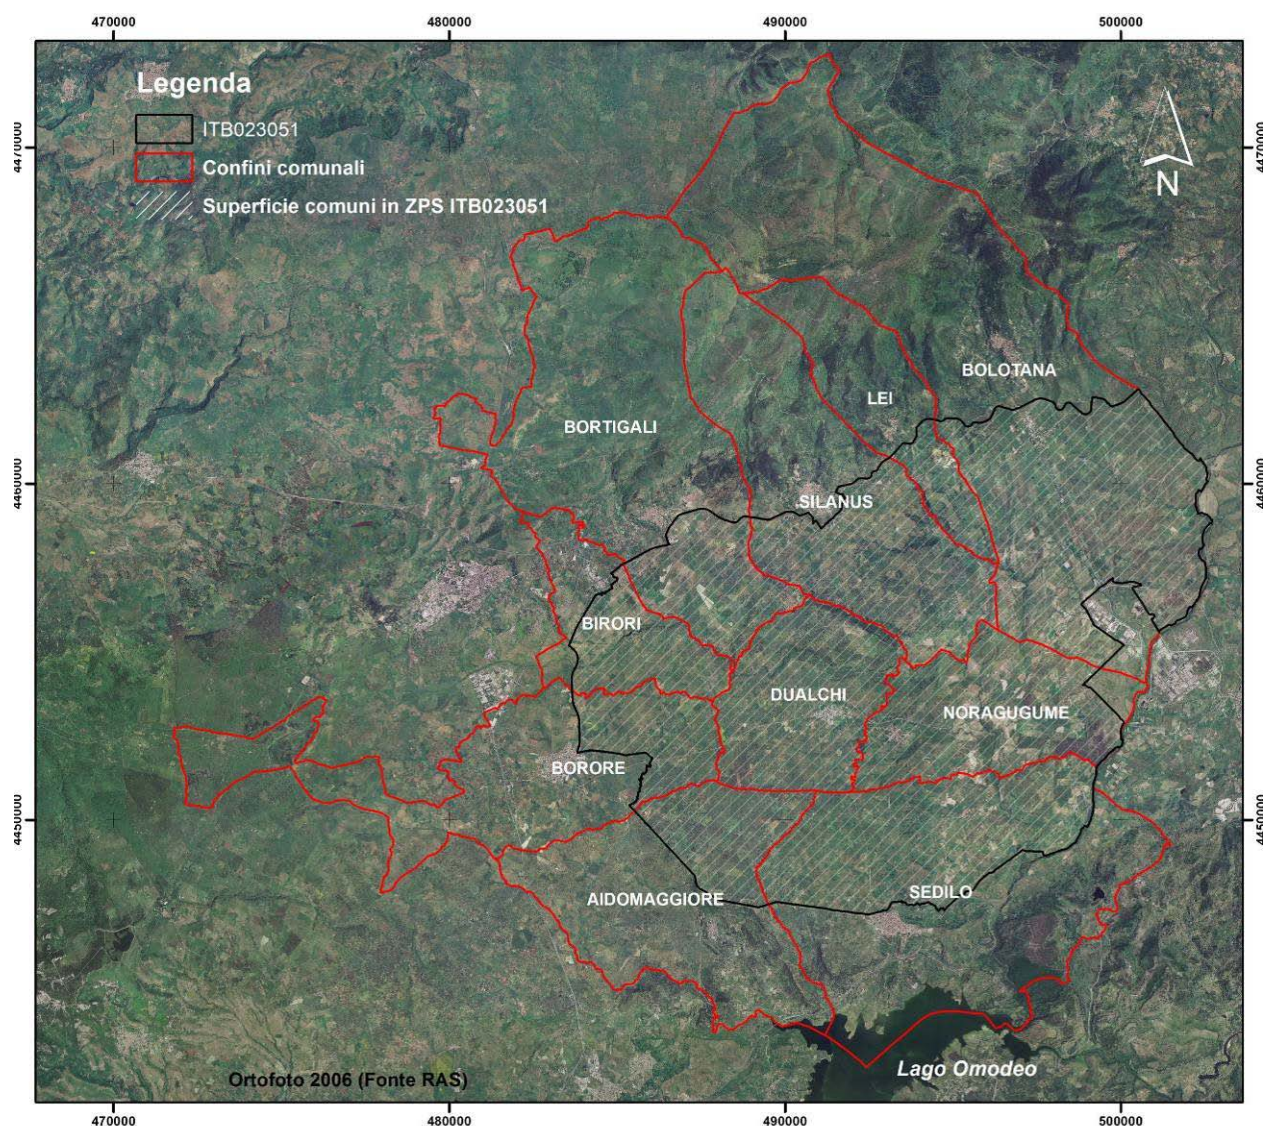 470000 480000 490000 500000
Legenda
ITB023051
Confini comunali
Superficie comuni in ZPS ITB023051
N
4470000 4470000
BOLOTANA
LEI
BORTIGALI
4460000 4460000
SILANUS
BIRORI
DUALCHI
NORAGUGUME
BORORE
4450000 4450000
AIDOMAGGIORE
SEDILO
Lago Omodeo
Ortofoto 2006 (Fonte RAS)
470000 480000 490000 500000